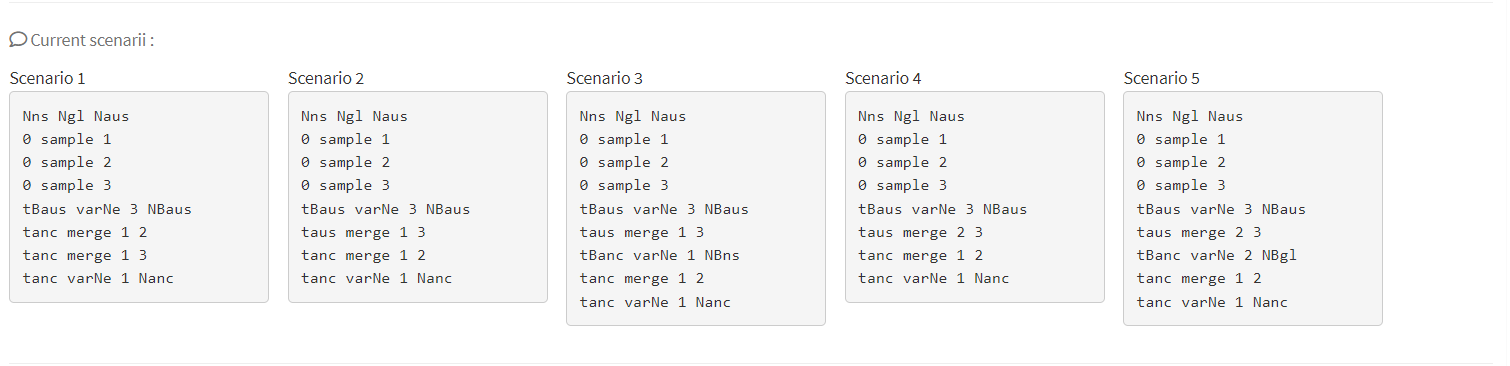 Current scenarii :
Scenario 1
Nns Ngl Naus
0 sample 1
0 sample 2
0 sample 3
tBaus varNe 3 NBaus
tanc merge 1 2
tanc merge 1 3
tanc varNe 1 Nanc
Scenario 2
Nns Ngl Naus
0 sample 1
0 sample 2
0 sample 3
tBaus varNe 3 NBaus
taus merge 1 3
tanc merge 1 2
tanc varNe 1 Nanc
Scenario 3
Nns Ngl Naus
0 sample 1
0 sample 2
0 sample 3
tBaus varNe 3 NBaus
taus merge 1 3
tBanc varNe 1 NBns
tanc merge 1 2
tanc varNe 1 Nanc
Scenario 4
Nns Ngl Naus
0 sample 1
0 sample 2
0 sample 3
tBaus varNe 3 NBaus
taus merge 2 3
tanc merge 1 2
tanc varNe 1 Nanc
Scenario 5
Nns Ngl Naus
0 sample 1
0 sample 2
0 sample 3
tBaus varNe 3 NBaus
taus merge 2 3
tBanc varNe 2 NBgl
tanc merge 1 2
tanc varNe 1 Nanc